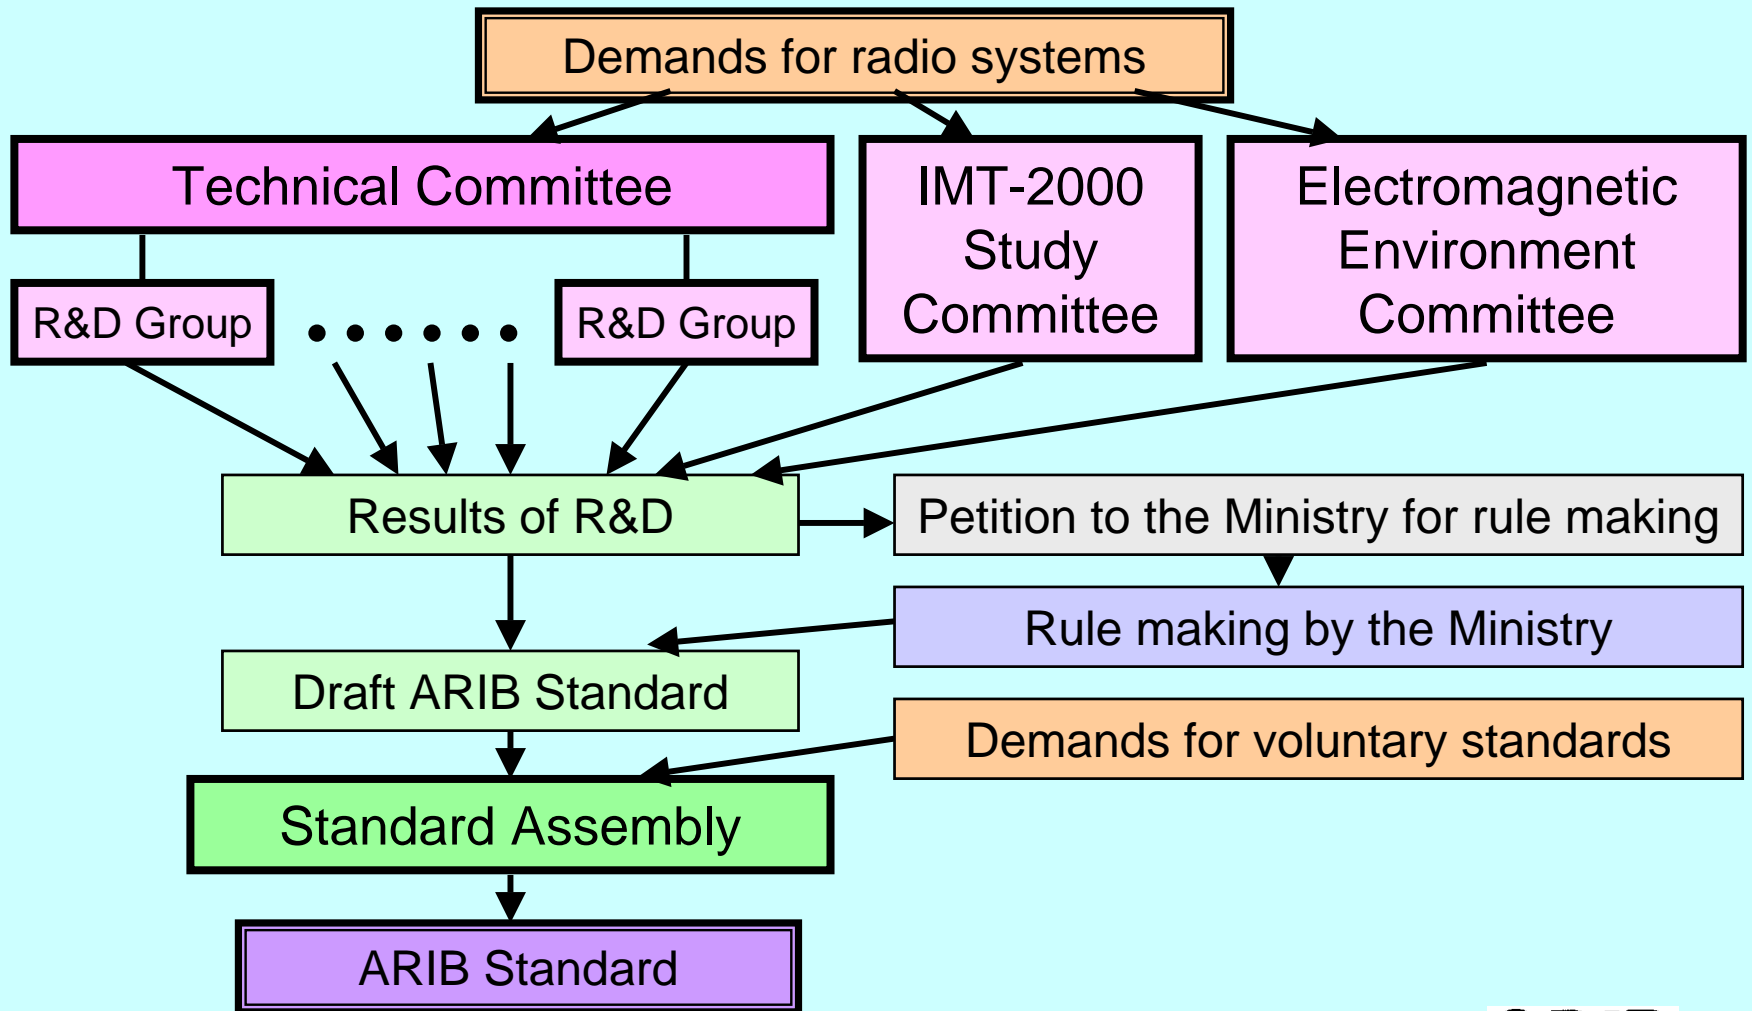 Demands for radio systems
Technical Committee
IMT-2000
Study
Committee
Electromagnetic
Environment
Committee
R&D Group
R&D Group
Results of R&D
Petition to the Ministry for rule making
Rule making by the Ministry
Draft ARIB Standard
Demands for voluntary standards
Standard Assembly
ARIB Standard